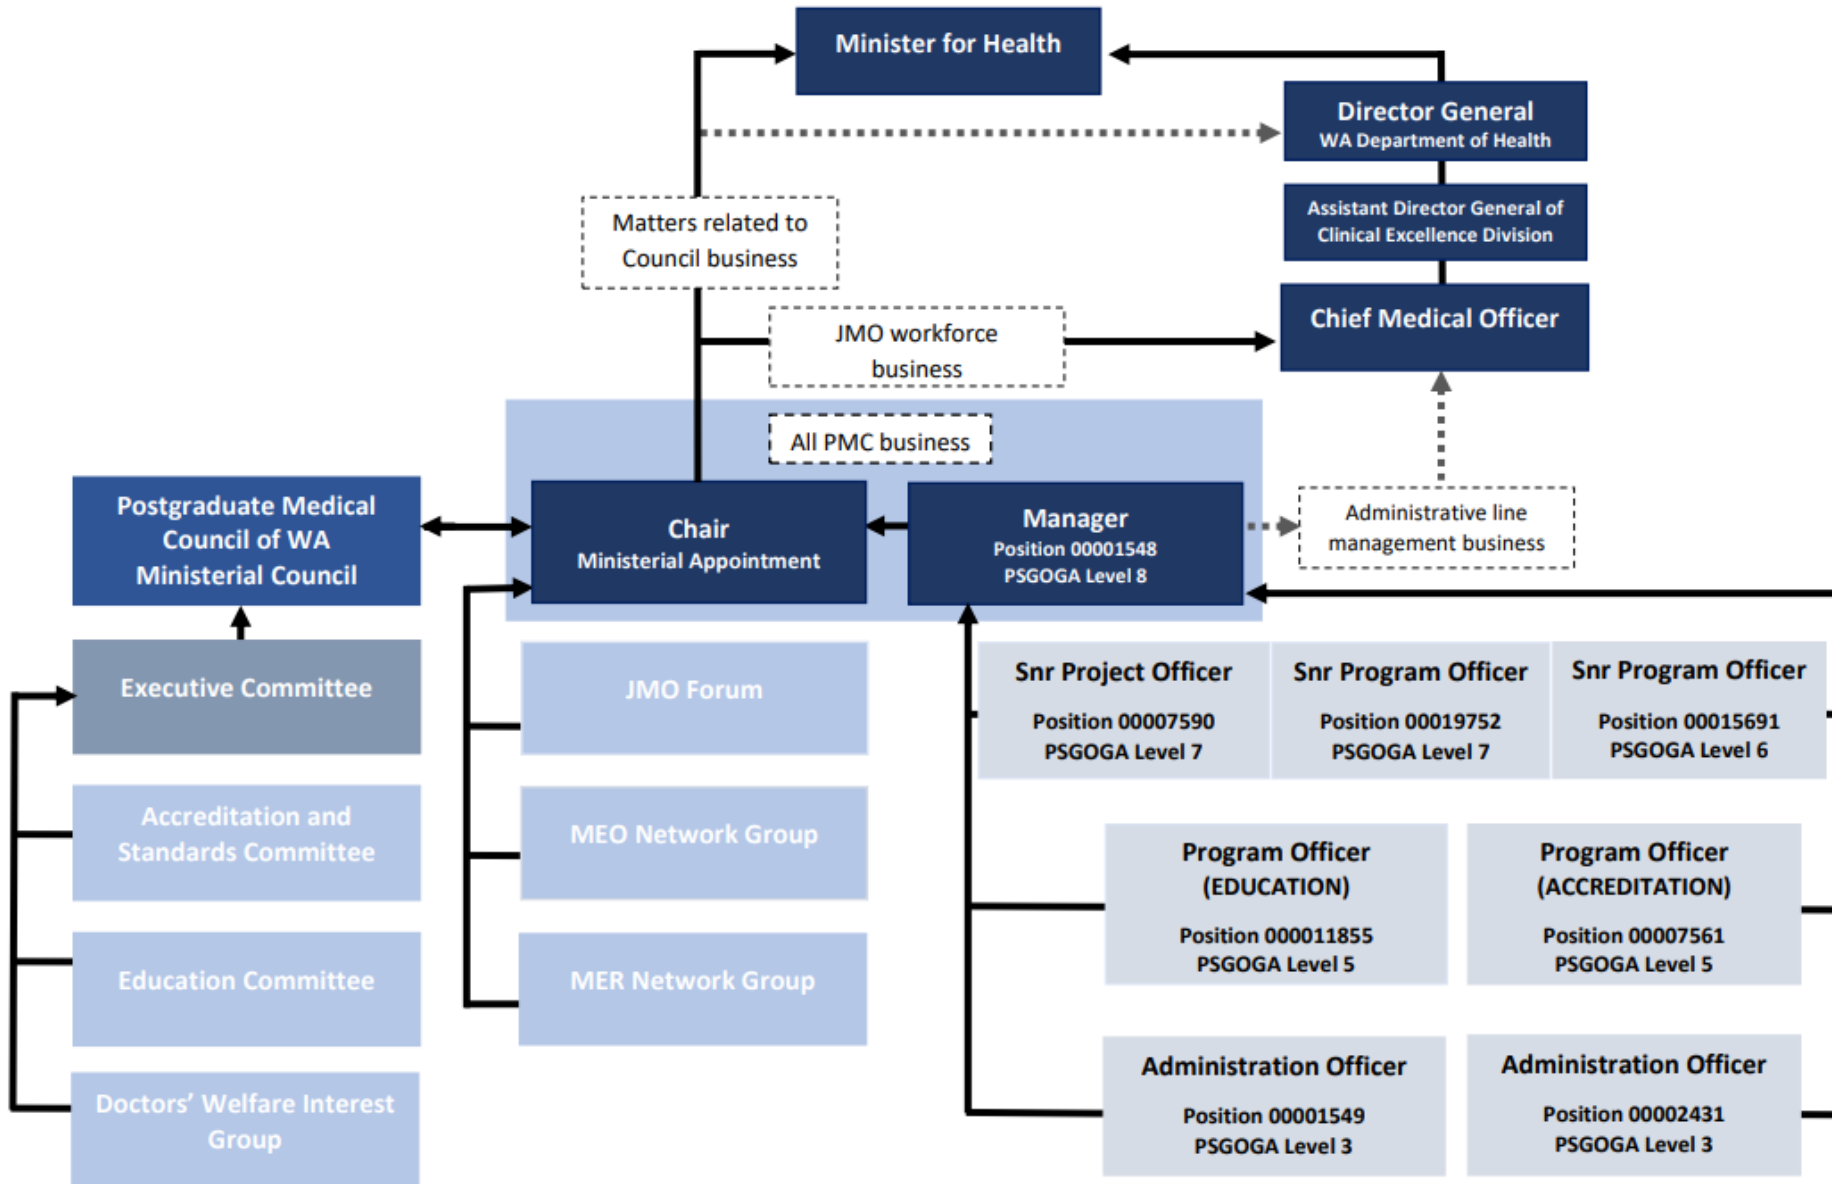 Minister for Health
Director General
WA Department of Health
Assistant Director General of
Clinical Excellence Division
Matters related to
Council business
JMO workforce
business
Chief Medical Officer
All PMC business
Postgraduate Medical
Council of WA
Ministerial Council
Chair
Ministerial Appointment
Manager
Position 00001548
PSGOGA Level 8
Administrative line
management business
Executive Committee
Accreditation and
Standards Committee
Education Committee
Doctors’ Welfare Interest
Group
JMO Forum
MEO Network Group
MER Network Group
Snr Project Officer
Position 00007590
PSGOGA Level 7
Snr Program Officer
Position 00019752
PSGOGA Level 7
Snr Program Officer
Position 00015691
PSGOGA Level 6
Program Officer
(EDUCATION)
Position 000011855
PSGOGA Level 5
Program Officer
(ACCREDITATION)
Position 00007561
PSGOGA Level 5
Administration Officer
Position 00001549
PSGOGA Level 3
Administration Officer
Position 00002431
PSGOGA Level 3